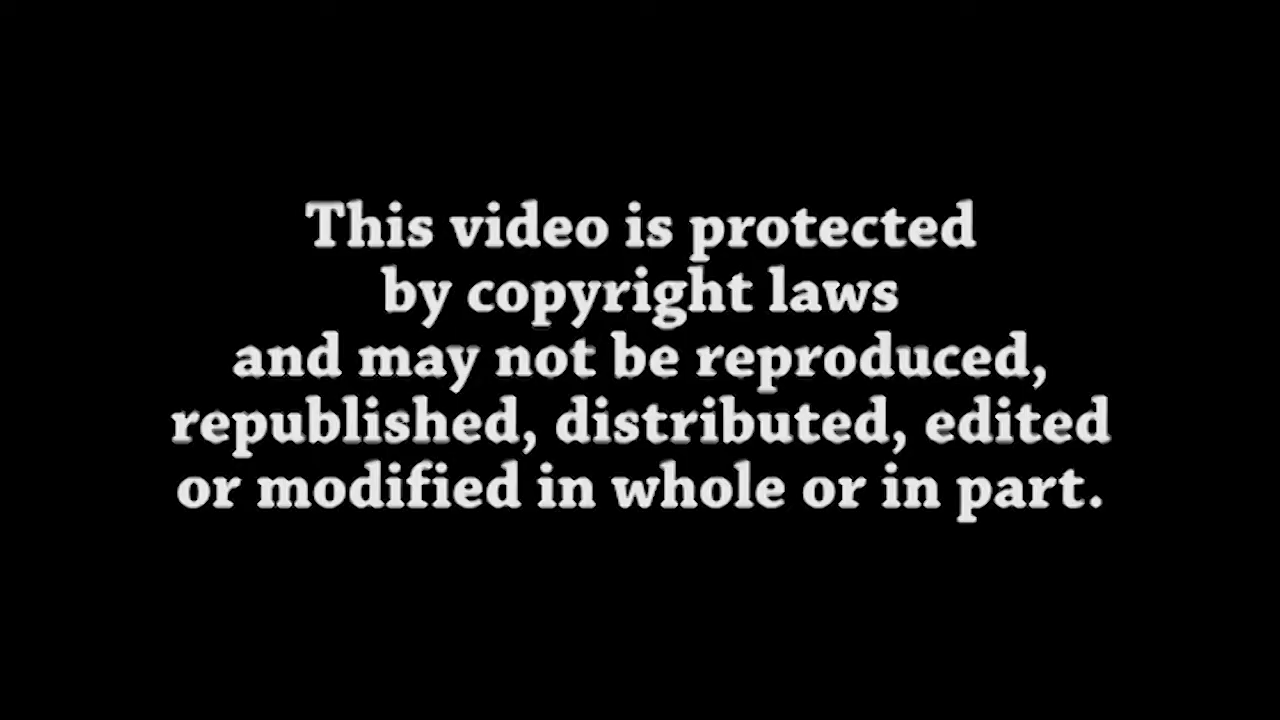 This video is protected
by copyright laws
and may not be reproduced,
republished, distributed, edited
or modified in whole or in part.